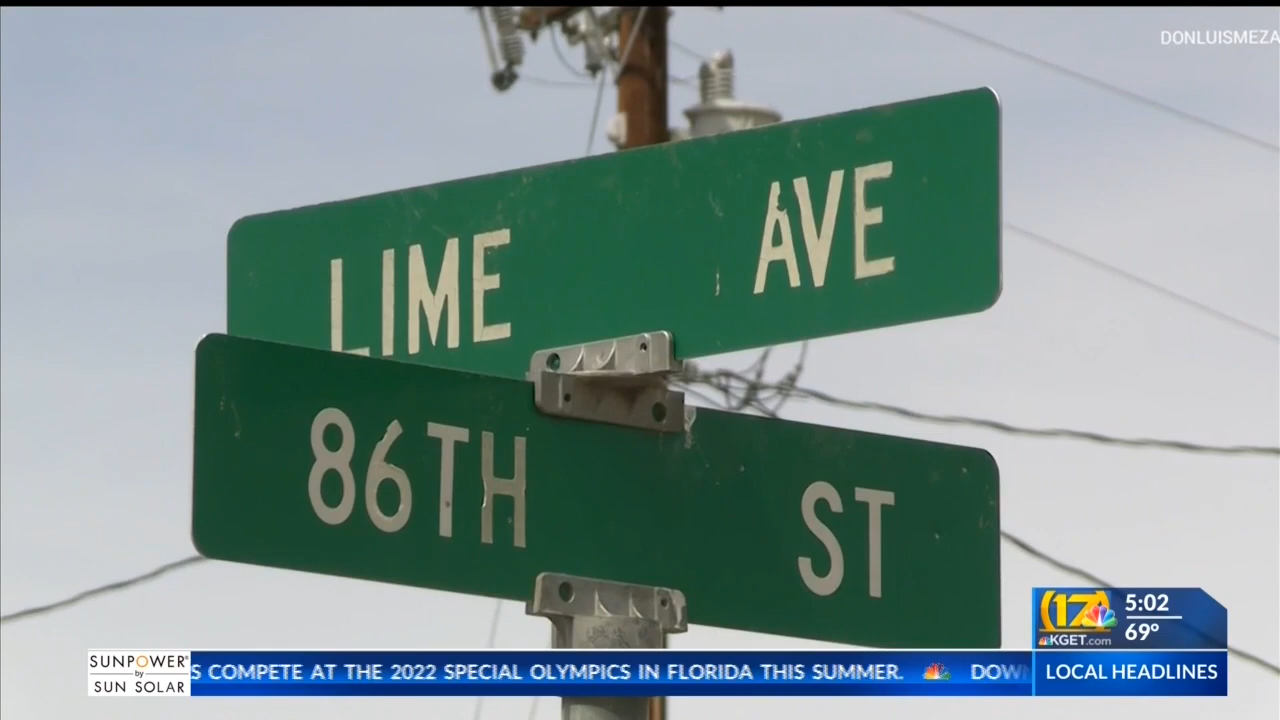 DONLUISMEZA
LIME AVE
86TH ST
17
KGET.com
5:02
69°
SUNPOWER®
by
SUN SOLAR
S COMPETE AT THE 2022 SPECIAL OLYMPICS IN FLORIDA THIS SUMMER. DOW
LOCAL HEADLINES